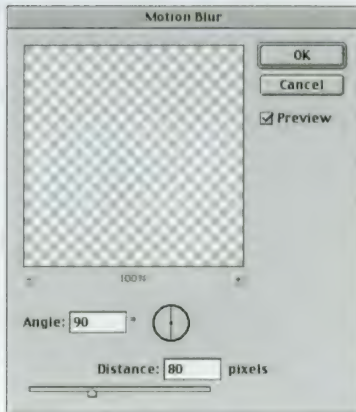 Motion Blur
OK
Cancel
Preview
100%
Angle: 90 °
Distance: 80 pixels